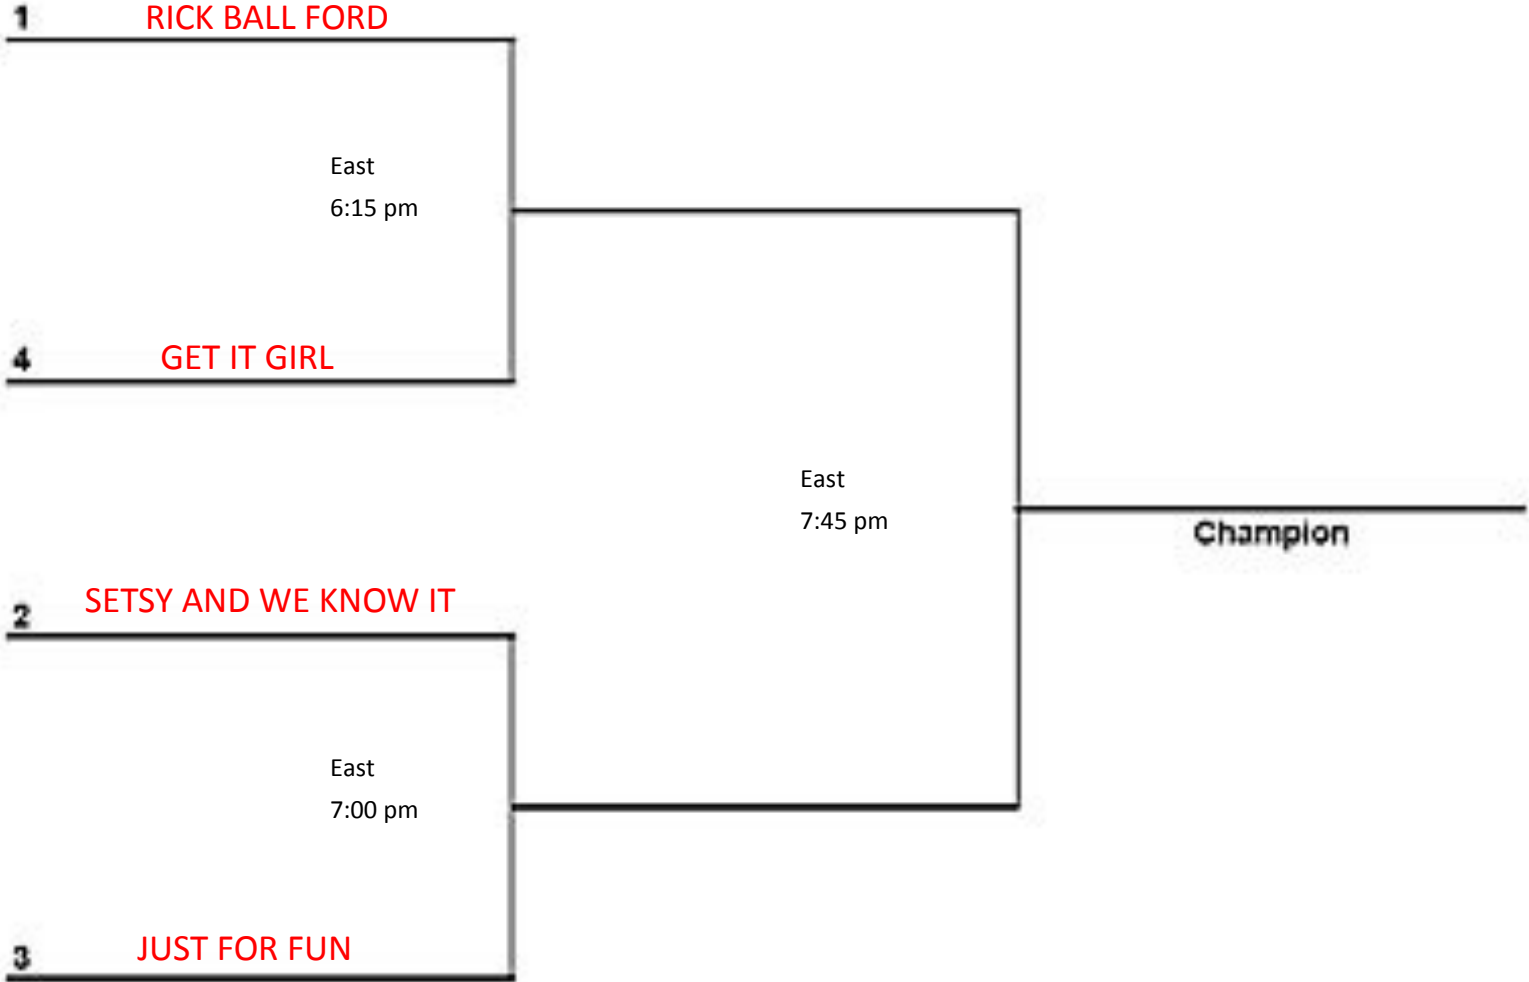 1 RICK BALL FORD
East
6:15 pm
4 GET IT GIRL
East
7:45 pm
Champion
2 SETSY AND WE KNOW IT
East
7:00 pm
3 JUST FOR FUN